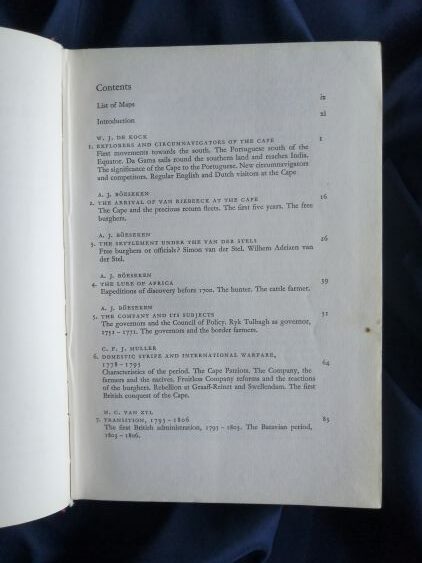 Contents
List of Maps ix
Introduction xi
W. J. DE KOCK
1. EXPLORERS AND CIRCUMNAVIGATORS OF THE CAPE 1
First movements towards the south. The Portuguese south of the
Equator. Da Gama sails round the southern land and reaches India.
The significance of the Cape to the Portuguese. New circumnavigators
and competitors. Regular English and Dutch visitors at the Cape
A. J. BÖESEKEN
2. THE ARRIVAL OF VAN RIEBEECK AT THE CAPE 16
The Cape and the precious return fleets. The first five years. The free
burghers.
A. J. BÖESEKEN
3. THE SETTLEMENT UNDER THE VAN DER STELS 26
Free burghers or officials? Simon van der Stel. Wilhem Adriaen van
der Stel.
A. J. BÖESEKEN
4. THE LURE OF AFRICA 39
Expeditions of discovery before 1700. The hunter. The cattle farmer.
A. J. BÖESEKEN
5. THE COMPANY AND ITS SUBJECTS 51
The governors and the Council of Policy. Ryk Tulbagh as governor,
1751 – 1771. The governors and the border farmers.
C. F. J. MULLER
6. DOMESTIC STRIFE AND INTERNATIONAL WARFARE,
1778 – 1795 64
Characteristics of the period. The Cape Patriots. The Company, the
farmers and the natives. Fruitless Company reforms and the reactions
of the burghers. Rebellion at Graaff-Reinet and Swellendam. The first
British conquest of the Cape.
M. C. VAN ZYL
7. TRANSITION, 1795 – 1806 85
The first British administration, 1795 – 1803. The Batavian period,
1803 – 1806.